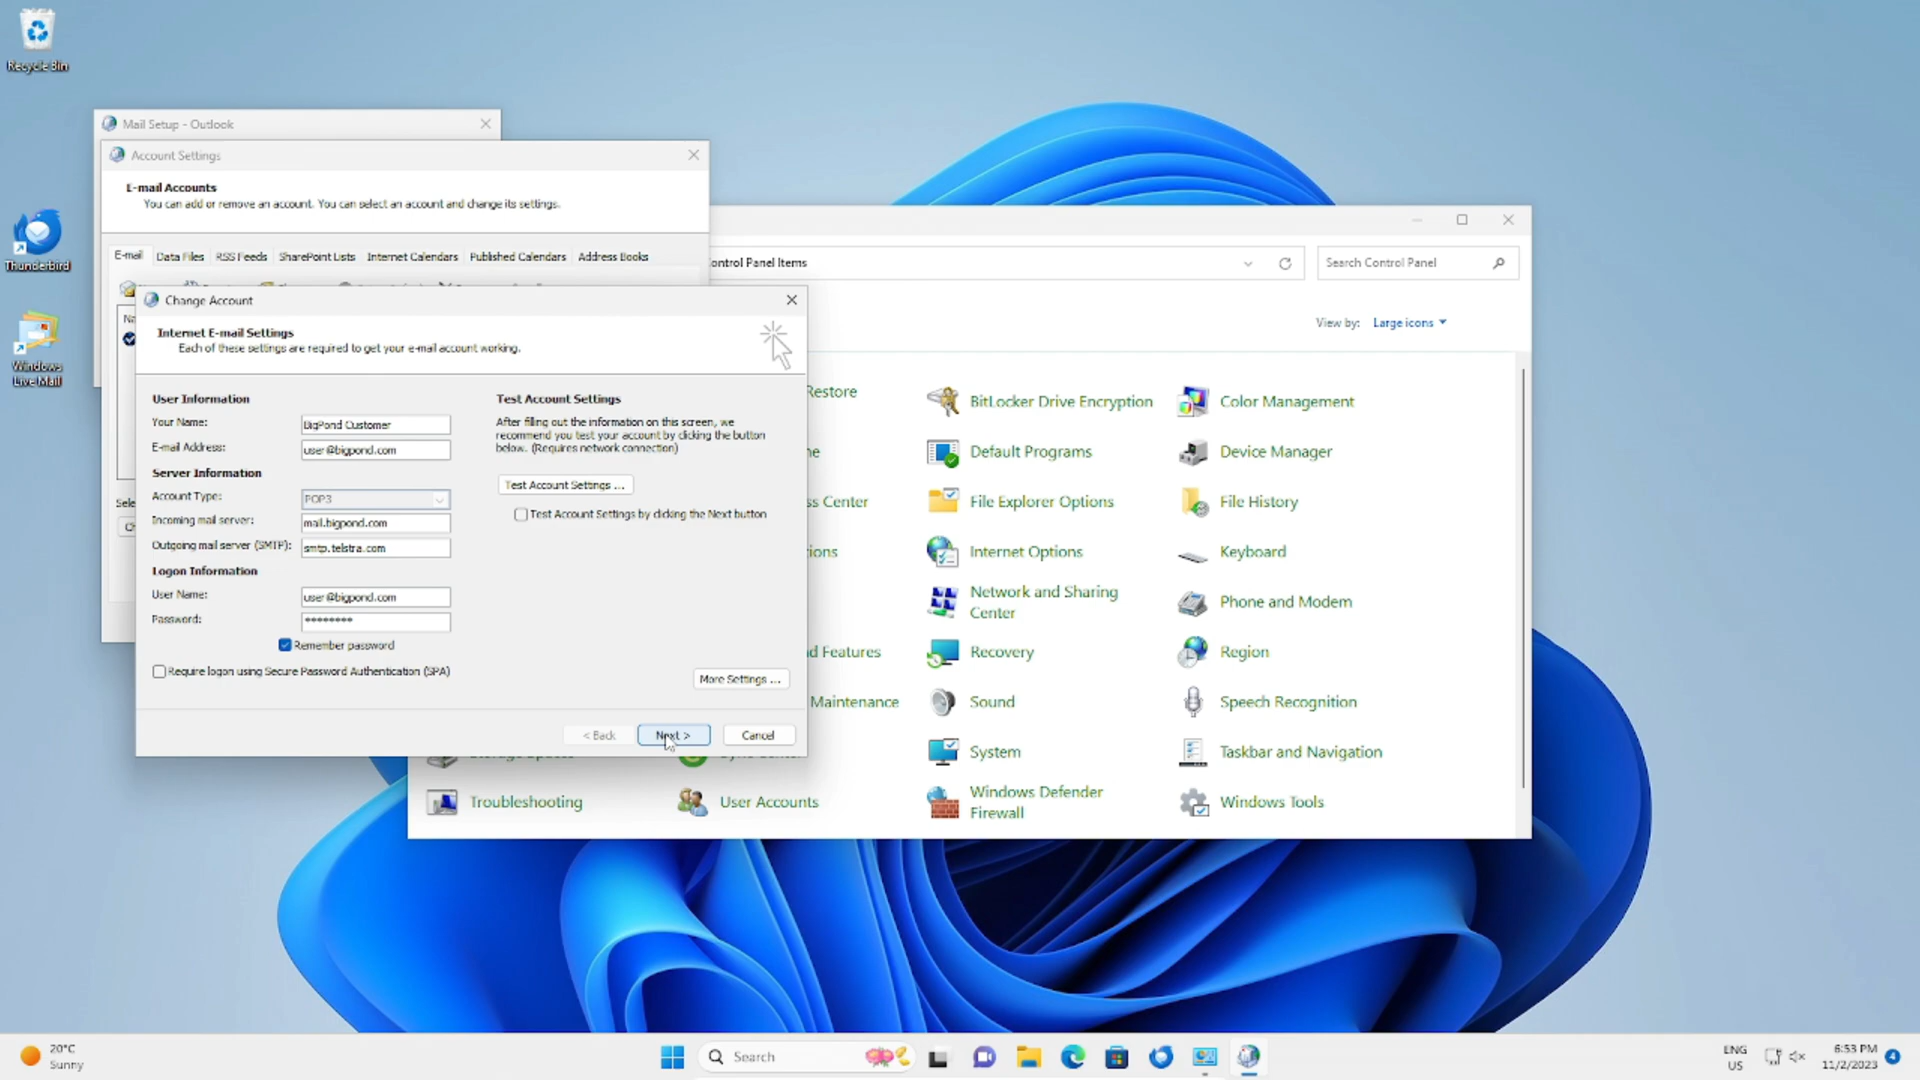 Recycle Bin
Thunderbird
Windows
Live Mail
Mail Setup - Outlook
Account Settings
E-mail Accounts
You can add or remove an account. You can select an account and change its settings.
E-mail Data Files RSS Feeds SharePoint Lists Internet Calendars Published Calendars Address Books
Na
Sele
Ch
Change Account
Internet E-mail Settings
Each of these settings are required to get your e-mail account working.
User Information
Your Name: BigPond Customer
E-mail Address: user@bigpond.com
Server Information
Account Type: POP3
Incoming mail server: mail.bigpond.com
Outgoing mail server (SMTP): smtp.telstra.com
Logon Information
User Name: user@bigpond.com
Password: ********
Remember password
Require logon using Secure Password Authentication (SPA)
Test Account Settings
After filling out the information on this screen, we
recommend you test your account by clicking the button
below. (Requires network connection)
Test Account Settings ...
Test Account Settings by clicking the Next button
More Settings ...
< Back Next > Cancel
ontrol Panel Items
Search Control Panel
View by: Large icons
Restore
BitLocker Drive Encryption
Color Management
ne
Default Programs
Device Manager
ss Center
File Explorer Options
File History
ions
Internet Options
Keyboard
Network and Sharing
Center
Phone and Modem
d Features
Recovery
Region
Maintenance
Sound
Speech Recognition
System
Taskbar and Navigation
Troubleshooting
User Accounts
Windows Defender
Firewall
Windows Tools
20°C
Sunny
Search
ENG
US
6:53 PM
11/2/2023
4